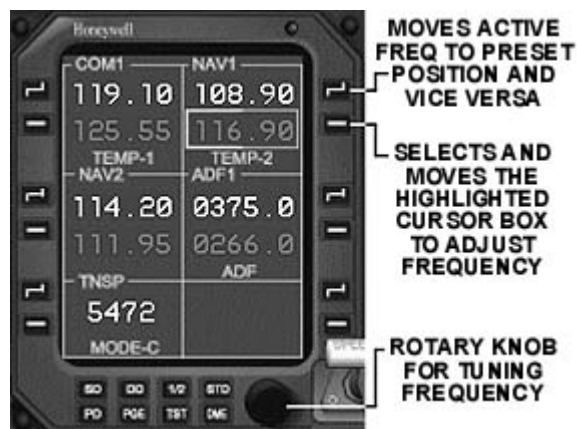 Honeywell
COM1
NAV1
119.10
108.90
125.55
116.90
TEMP-1
TEMP-2
NAV2
ADF1
114.20
0375.0
111.95
0266.0
ADF
TNSP
5472
MODE-C
1/2
STO
PGE
TST
DME
MOVES ACTIVE
FREQ TO PRESET
POSITION AND
VICE VERSA
SELECTS AND
MOVES THE
HIGHLIGHTED
CURSOR BOX
TO ADJUST
FREQUENCY
ROTARY KNOB
FOR TUNING
FREQUENCY